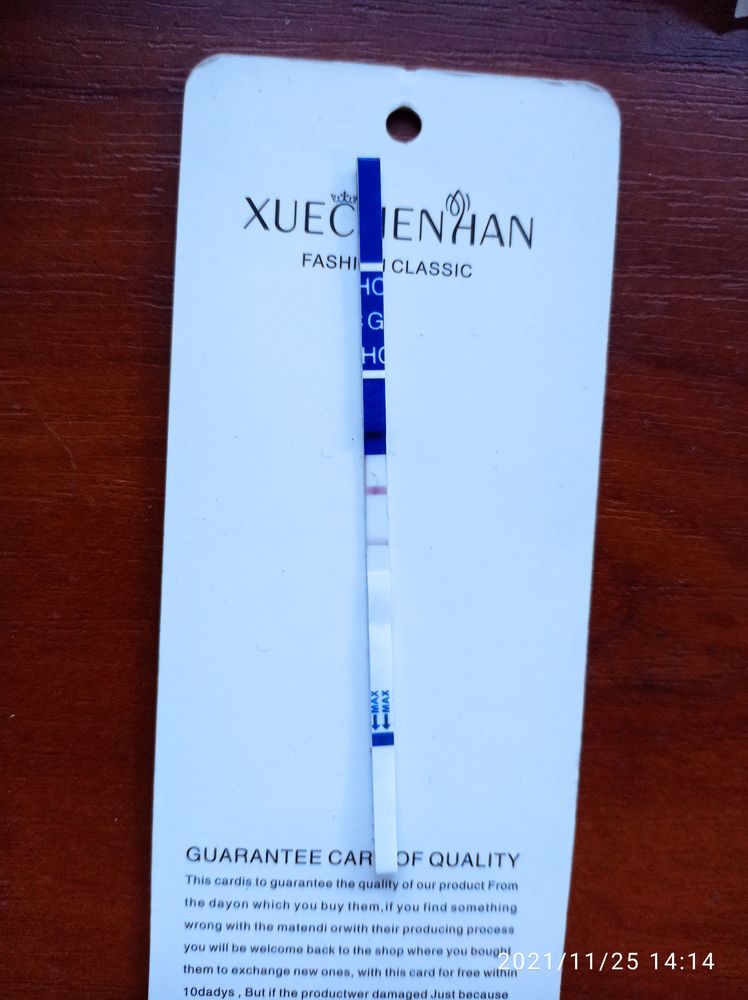 XUECHENHAN
FASHION CLASSIC
HC
G
HC
MAX
MAX
GUARANTEE CARD OF QUALITY
This cardis to guarantee the quality of our product From
the dayon which you buy them,if you find something
wrong with the matendi orwith their producing process
you will be welcome back to the shop where you bought
them to exchange new ones, with this card for free within
10dadys , But if the productwer damaged Just because
2021/11/25 14:14